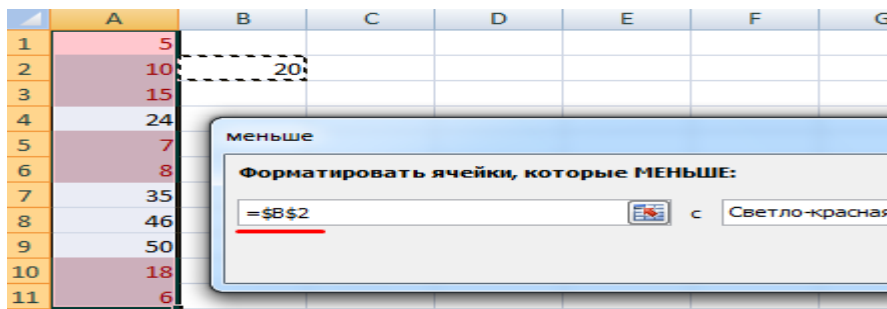 A B C D E F G
1 5
2 10 20
3 15
4 24
5 7
6 8
7 35
8 46
9 50
10 18
11 6
меньше
Форматировать ячейки, которые МЕНЬШЕ:
=$B$2 с Светло-красная